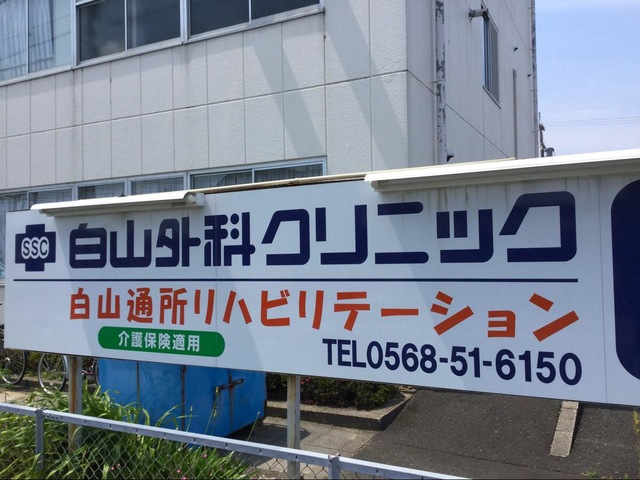 SSC 白山外科クリニック
白山通所リハビリテーション
介護保険適用
TEL0568-51-6150